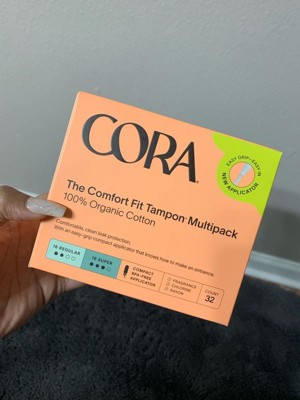 CORA
EASY GRIP–EASY IN
NEW APPLICATOR
The Comfort Fit Tampon Multipack
100% Organic Cotton
Comfortable, clean leak protection.
With an easy-grip compact applicator that knows how to make an entrance.
16 REGULAR
16 SUPER
COMPACT
BPA-FREE
APPLICATOR
FRAGRANCE
CHLORINE
RAYON
COUNT
32